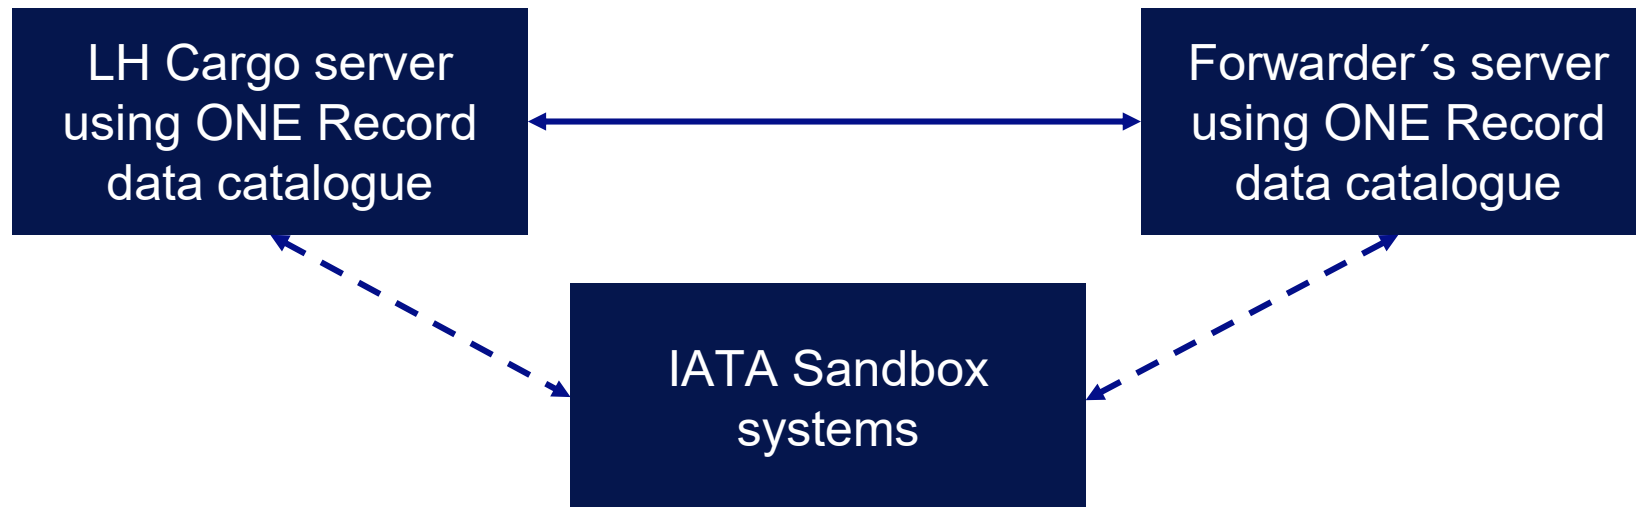 LH Cargo server
using ONE Record
data catalogue
Forwarder´s server
using ONE Record
data catalogue
IATA Sandbox
systems